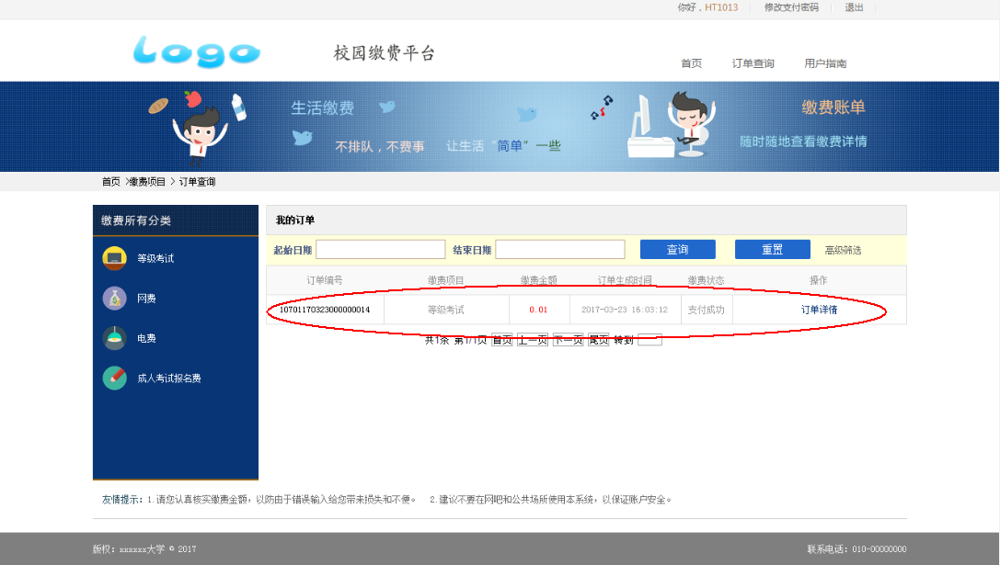 你好，HT1013 修改支付密码 退出
Logo 校园缴费平台
首页 订单查询 用户指南
生活缴费
不排队，不费事 让生活“简单”一些
缴费账单
随时随地查看缴费详情
首页 >缴费项目 > 订单查询
缴费所有分类
等级考试
网费
电费
成人考试报名费
我的订单
起始日期 结束日期 查询 重置 高级筛选
订单编号 缴费项目 缴费金额 订单生成时间 缴费状态 操作
10701170323000000014 等级考试 0.01 2017-03-23 16:03:12 支付成功 订单详情
共1条 第1/1页 首页 上一页 下一页 尾页 转到
友情提示：1.请您认真核实缴费金额，以防由于错误输入给您带来损失和不便。 2.建议不要在网吧和公共场所使用本系统，以保证账户安全。
版权：xxxxxx大学 © 2017 联系电话：010-00000000